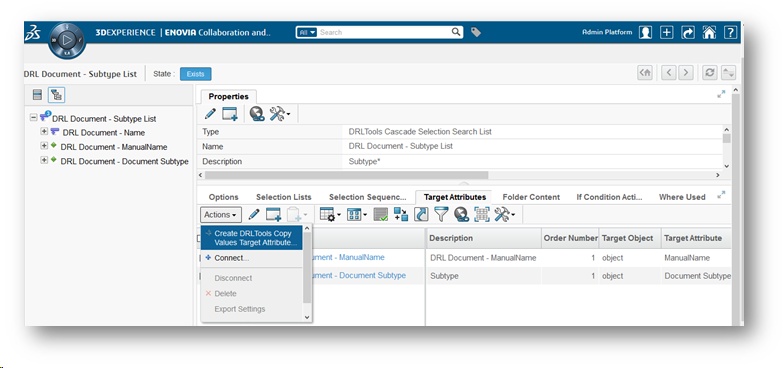 3DEXPERIENCE | ENOVIA Collaboration and..
All
Search
Admin Platform
DRL Document - Subtype List
State :
Exists
DRL Document - Subtype List
DRL Document - Name
DRL Document - ManualName
DRL Document - Document Subtype
Properties
Type
DRLTools Cascade Selection Search List
Name
DRL Document - Subtype List
Description
Subtype*
Options
Selection Lists
Selection Sequenc...
Target Attributes
Folder Content
If Condition Acti...
Where Used
Actions
Create DRLTools Copy
Values Target Attribute...
Connect...
Disconnect
Delete
Export Settings
Description
Order Number
Target Object
Target Attribute
ument - ManualName
DRL Document - ManualName
1
object
ManualName
ument - Document Subtype
Subtype
1
object
Document Subtype